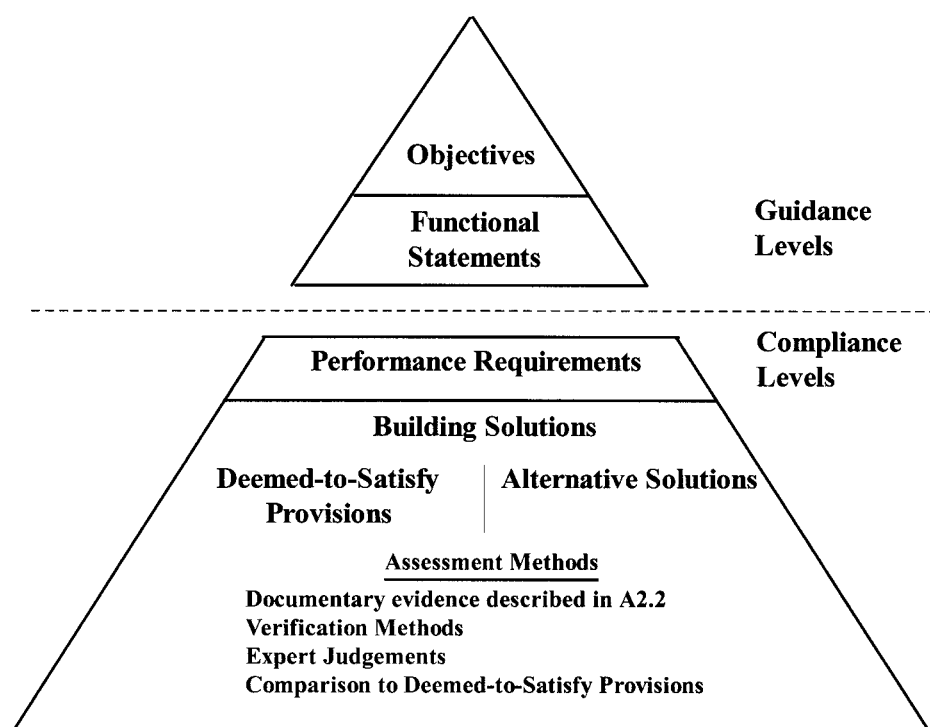 Objectives
Functional
Statements
Guidance
Levels
Compliance
Levels
Performance Requirements
Building Solutions
Deemed-to-Satisfy
Provisions
Alternative Solutions
Assessment Methods
Documentary evidence described in A2.2
Verification Methods
Expert Judgements
Comparison to Deemed-to-Satisfy Provisions